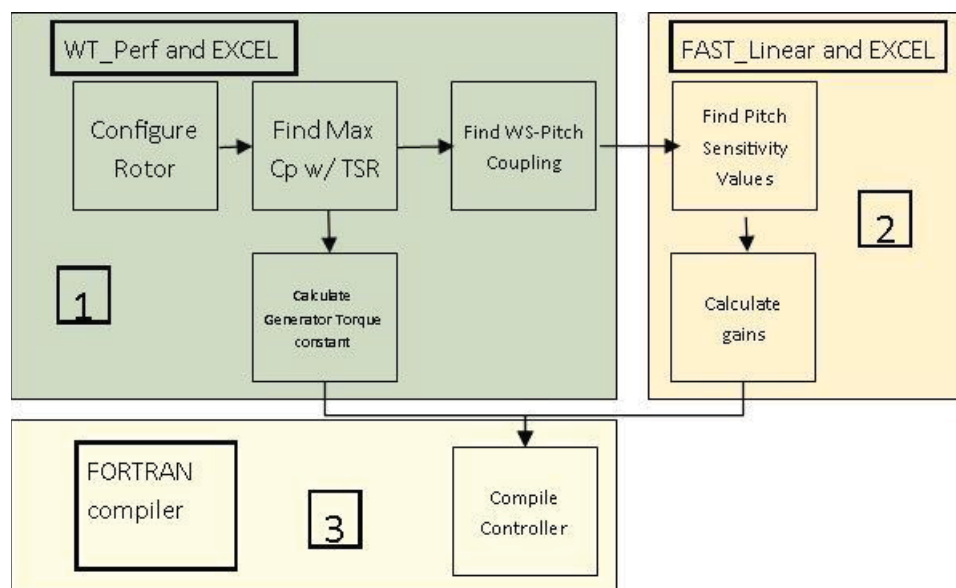 WT_Perf and EXCEL
Configure
Rotor
Find Max
Cp w/ TSR
Find WS-Pitch
Coupling
1
Calculate
Generator Torque
constant
FAST_Linear and EXCEL
Find Pitch
Sensitivity
Values
2
Calculate
gains
FORTRAN
compiler
3
Compile
Controller